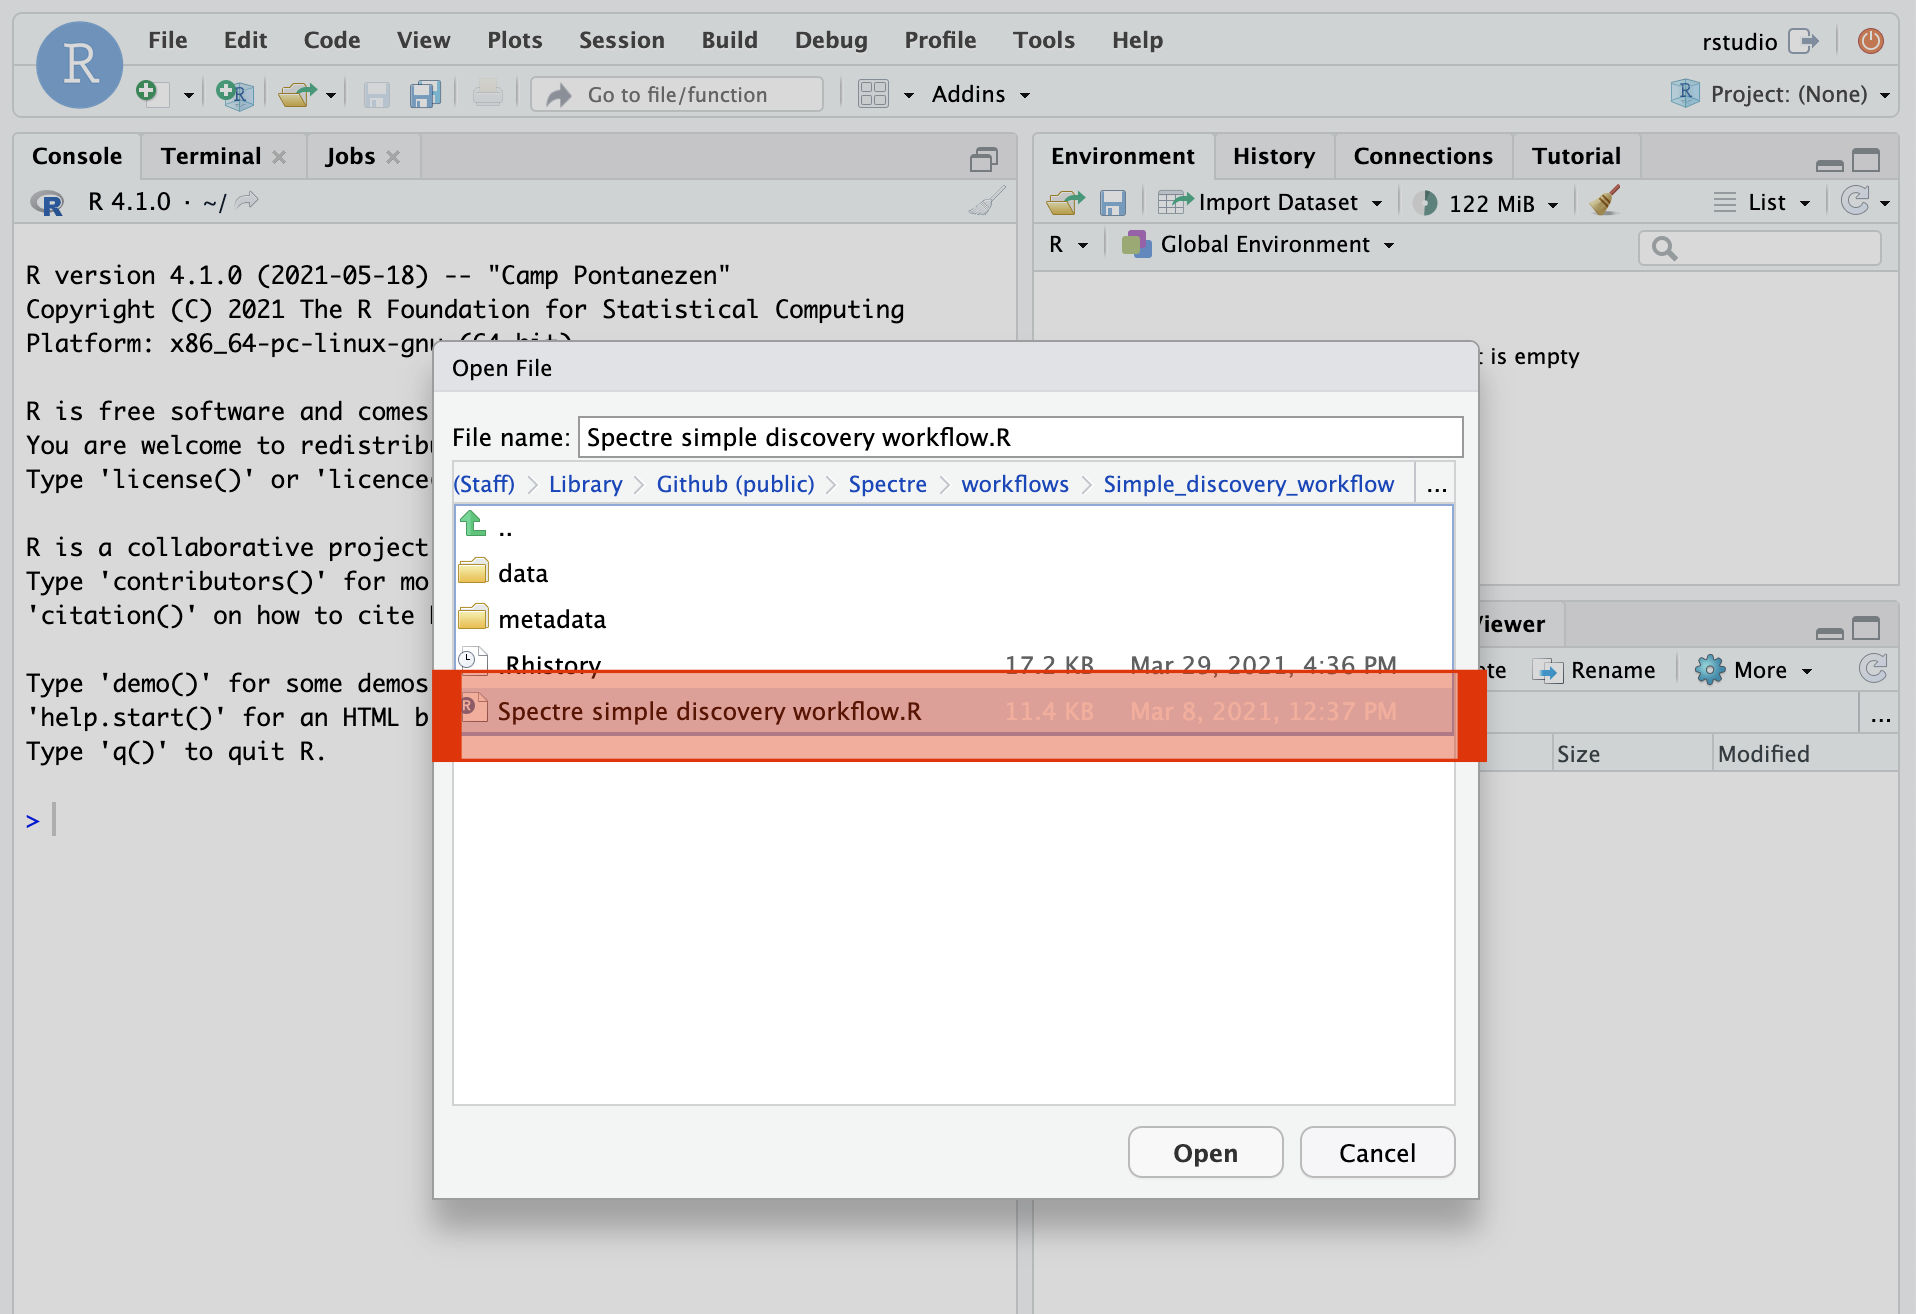 R
File Edit Code View Plots Session Build Debug Profile Tools Help
rstudio
Go to file/function
Addins
Project: (None)
Console Terminal Jobs
Environment History Connections Tutorial
R 4.1.0 · ~/
Import Dataset
122 MiB
List
R
Global Environment
R version 4.1.0 (2021-05-18) -- "Camp Pontanezen"
Copyright (C) 2021 The R Foundation for Statistical Computing
Platform: x86_64-pc-linux-gnu (64-bit)
is empty
R is free software and comes
You are welcome to
Type 'license()' or
R is a collaborative project
Type 'contributors()' for
'citation()' on how to cite
Type 'demo()' for some demos
'help.start()' for an HTML
Type 'q()' to quit R.
>
Open File
File name: Spectre simple discovery workflow.R
(Staff) Library Github (public) Spectre workflows Simple_discovery_workflow ...
..
data
metadata
.Rhistory 17.2 KB Mar 29, 2021, 4:36 PM
Spectre simple discovery workflow.R 11.4 KB Mar 8, 2021, 12:37 PM
Open Cancel
Viewer
Rename More
...
Size Modified